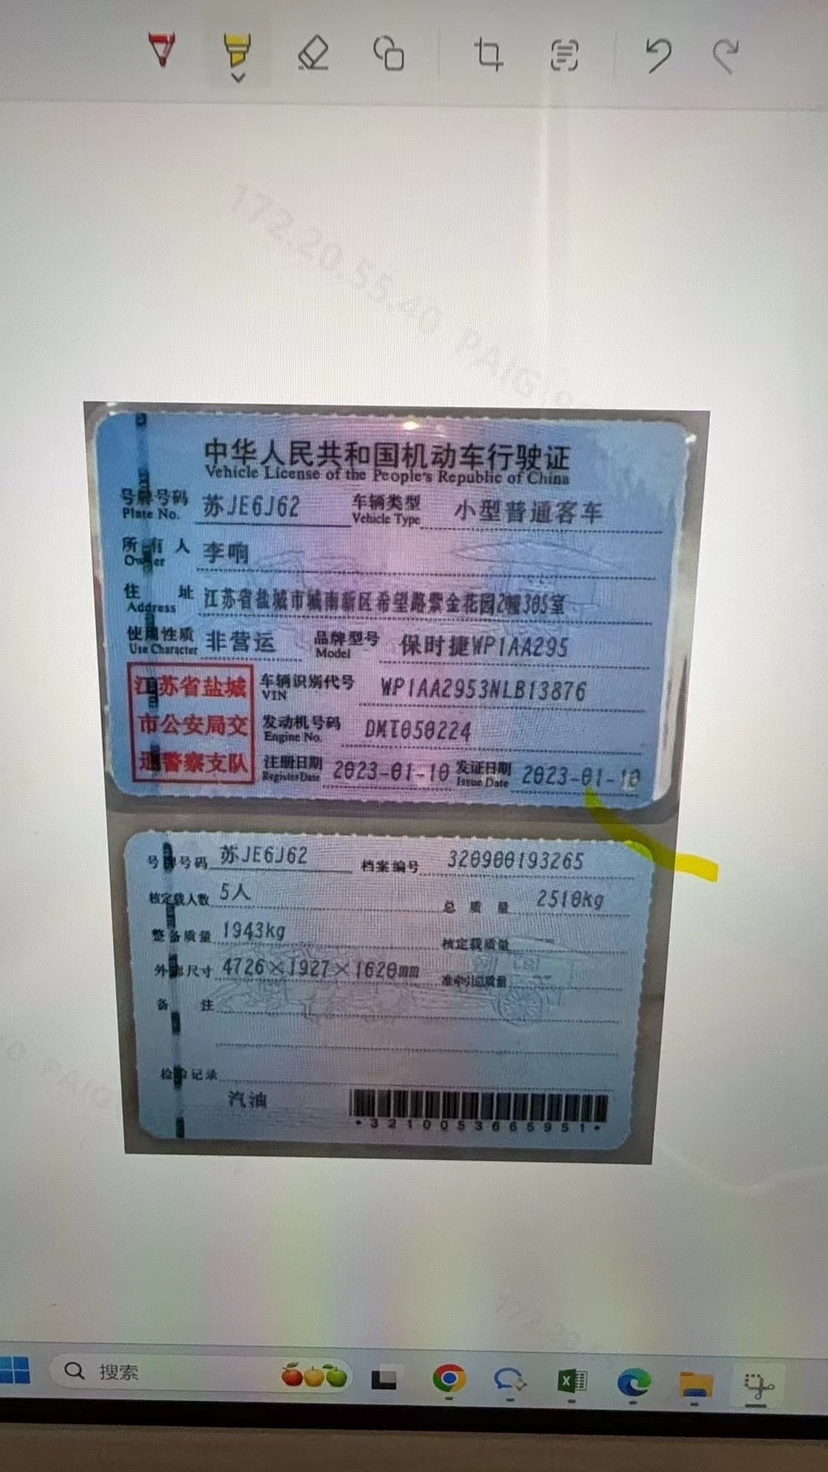 172.20.55.40 PAIG
中华人民共和国机动车行驶证
Vehicle License of the People's Republic of China
号牌号码 Plate No. 苏JE6J62 车辆类型 Vehicle Type 小型普通客车
所有人 Owner 李响
住址 Address 江苏省盐城市城南新区希望路紫金花园2幢305室
使用性质 Use Character 非营运 品牌型号 Model 保时捷WP1AA295
江苏省盐城 车辆识别代号 VIN WP1AA2953NLB13876
市公安局交 发动机号码 Engine No. DMT050224
通警察支队 注册日期 Register Date 2023-01-10 发证日期 Issue Date 2023-01-10
号牌号码 苏JE6J62 档案编号 320900193265
核定载人数 5人 总质量 2510kg
整备质量 1943kg 核定载质量
外部尺寸 4726×1927×1620mm 准牵引总质量
备注
检验记录
汽油
*3210053665951*
搜索